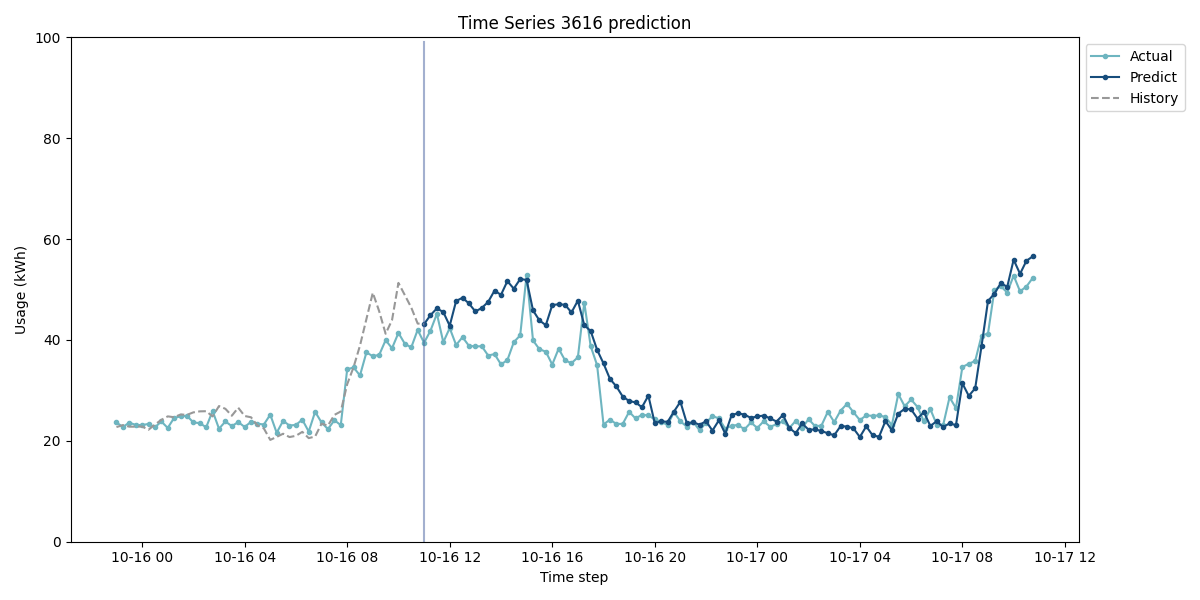 Time Series 3616 prediction
100
80
60
40
20
0
Usage (kWh)
10-16 00
10-16 04
10-16 08
10-16 12
10-16 16
10-16 20
10-17 00
10-17 04
10-17 08
10-17 12
Time step
Actual
Predict
History